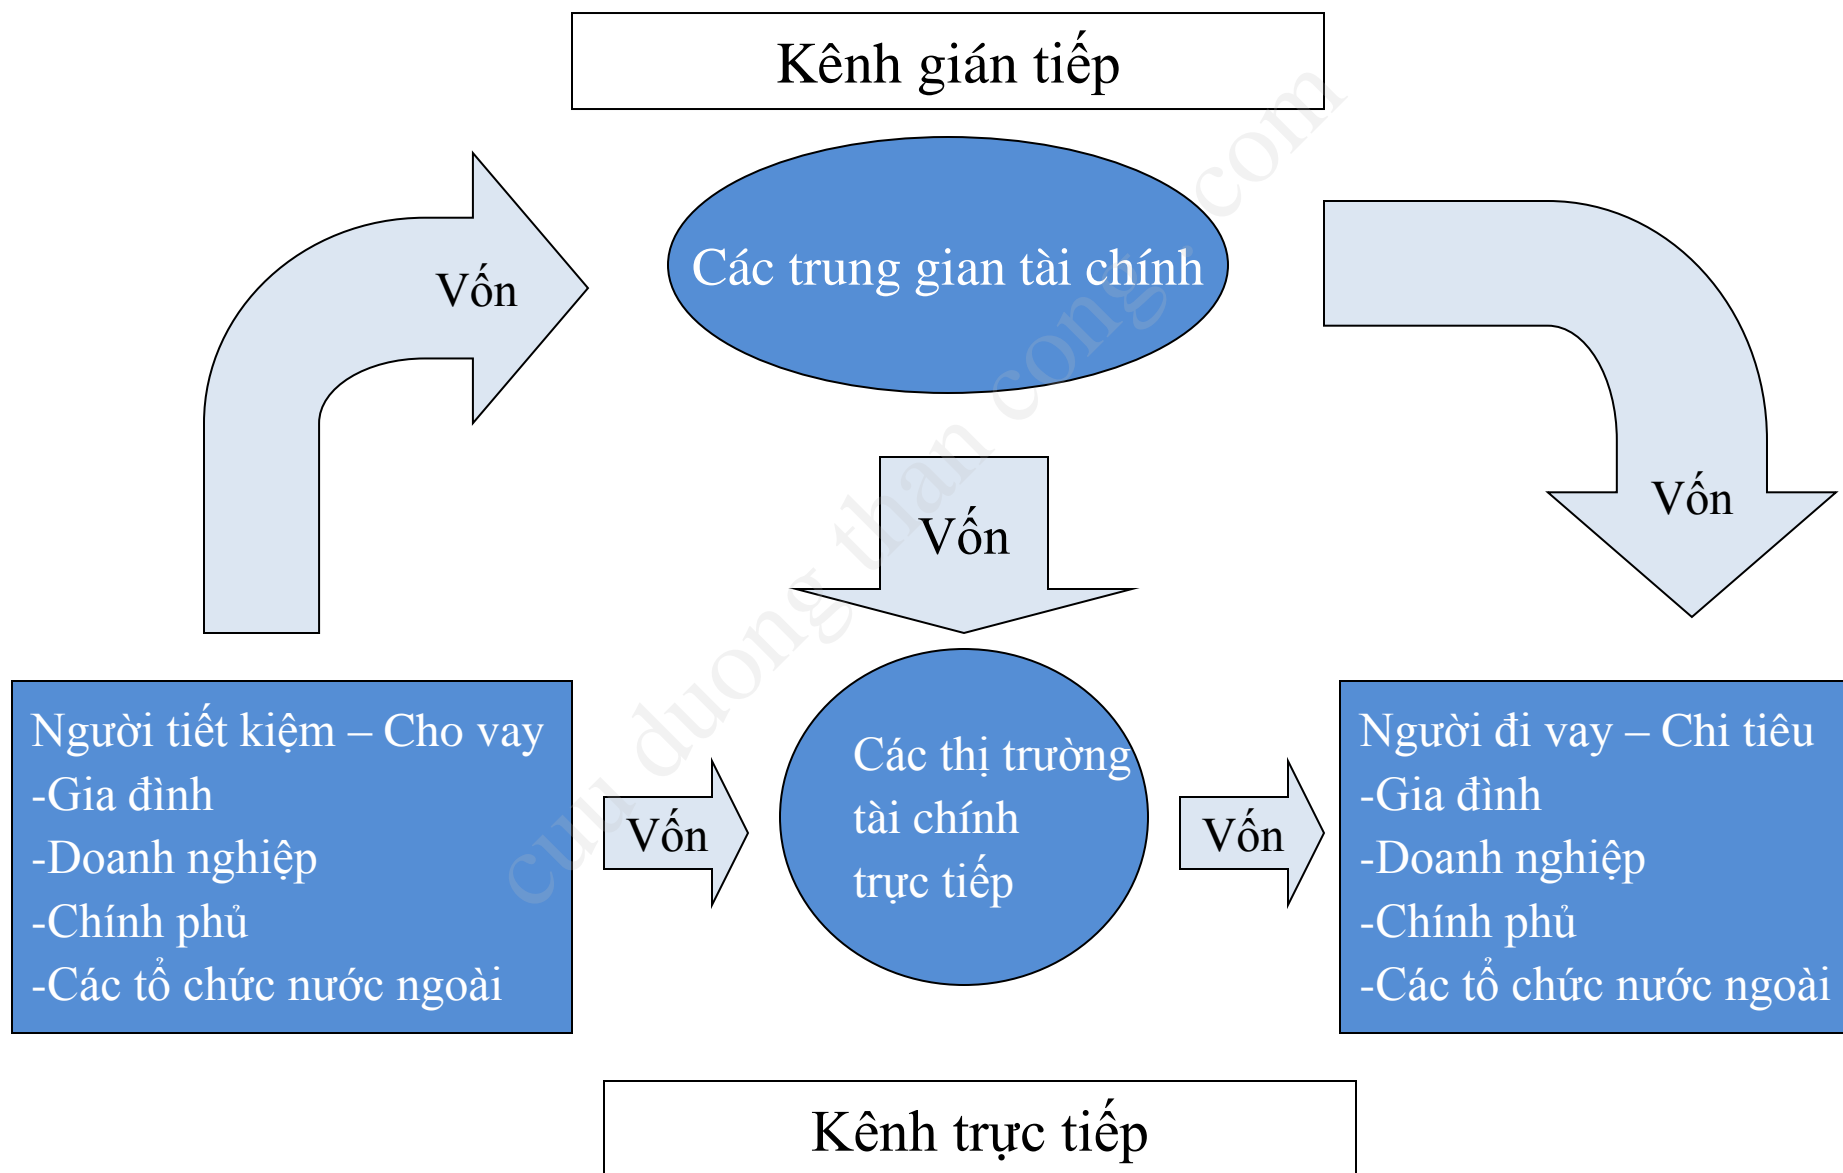 Kênh gián tiếp
Các trung gian tài chính
Vốn
Vốn
Vốn
Người tiết kiệm – Cho vay
-Gia đình
-Doanh nghiệp
-Chính phủ
-Các tổ chức nước ngoài
Vốn
Các thị trường
tài chính
trực tiếp
Vốn
Người đi vay – Chi tiêu
-Gia đình
-Doanh nghiệp
-Chính phủ
-Các tổ chức nước ngoài
Kênh trực tiếp
cuu duong than cong . com